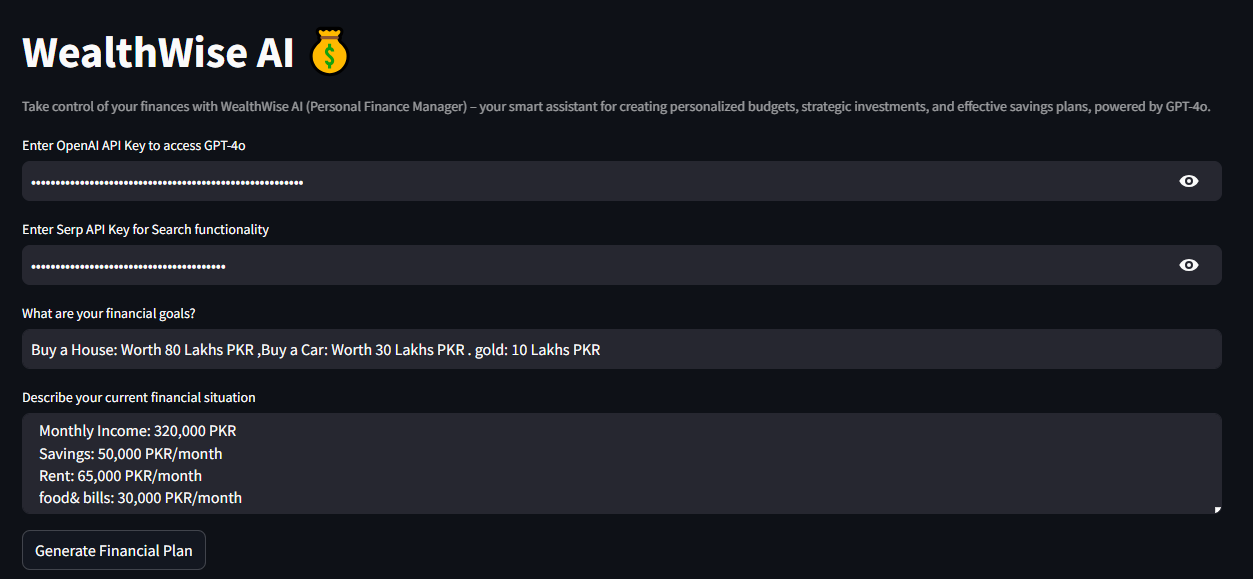 WealthWise AI
Take control of your finances with WealthWise AI (Personal Finance Manager) – your smart assistant for creating personalized budgets, strategic investments, and effective savings plans, powered by GPT-4o.
Enter OpenAI API Key to access GPT-4o
Enter Serp API Key for Search functionality
What are your financial goals?
Buy a House: Worth 80 Lakhs PKR ,Buy a Car: Worth 30 Lakhs PKR . gold: 10 Lakhs PKR
Describe your current financial situation
Monthly Income: 320,000 PKR
Savings: 50,000 PKR/month
Rent: 65,000 PKR/month
food& bills: 30,000 PKR/month
Generate Financial Plan